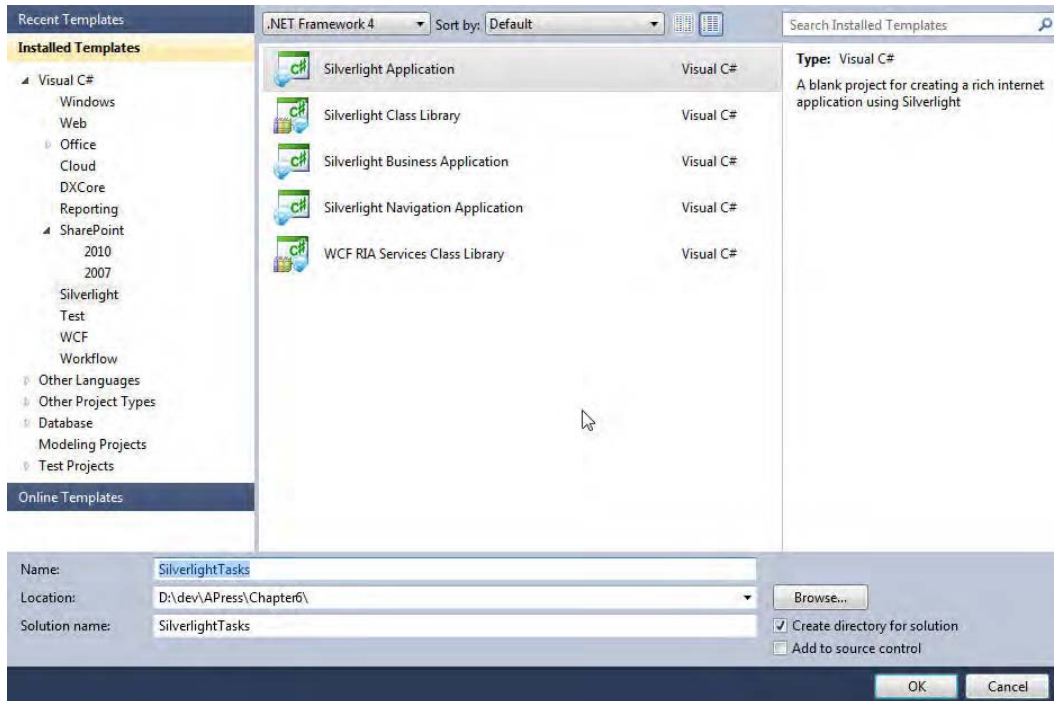 Recent Templates
Installed Templates
Visual C#
Windows
Web
Office
Cloud
DXCore
Reporting
SharePoint
2010
2007
Silverlight
Test
WCF
Workflow
Other Languages
Other Project Types
Database
Modeling Projects
Test Projects
Online Templates
.NET Framework 4
Sort by: Default
C# Silverlight Application Visual C#
C# Silverlight Class Library Visual C#
C# Silverlight Business Application Visual C#
C# Silverlight Navigation Application Visual C#
C# WCF RIA Services Class Library Visual C#
Search Installed Templates
Type: Visual C#
A blank project for creating a rich internet
application using Silverlight
Name: SilverlightTasks
Location: D:\dev\APress\Chapter6\
Browse...
Solution name: SilverlightTasks
Create directory for solution
Add to source control
OK Cancel